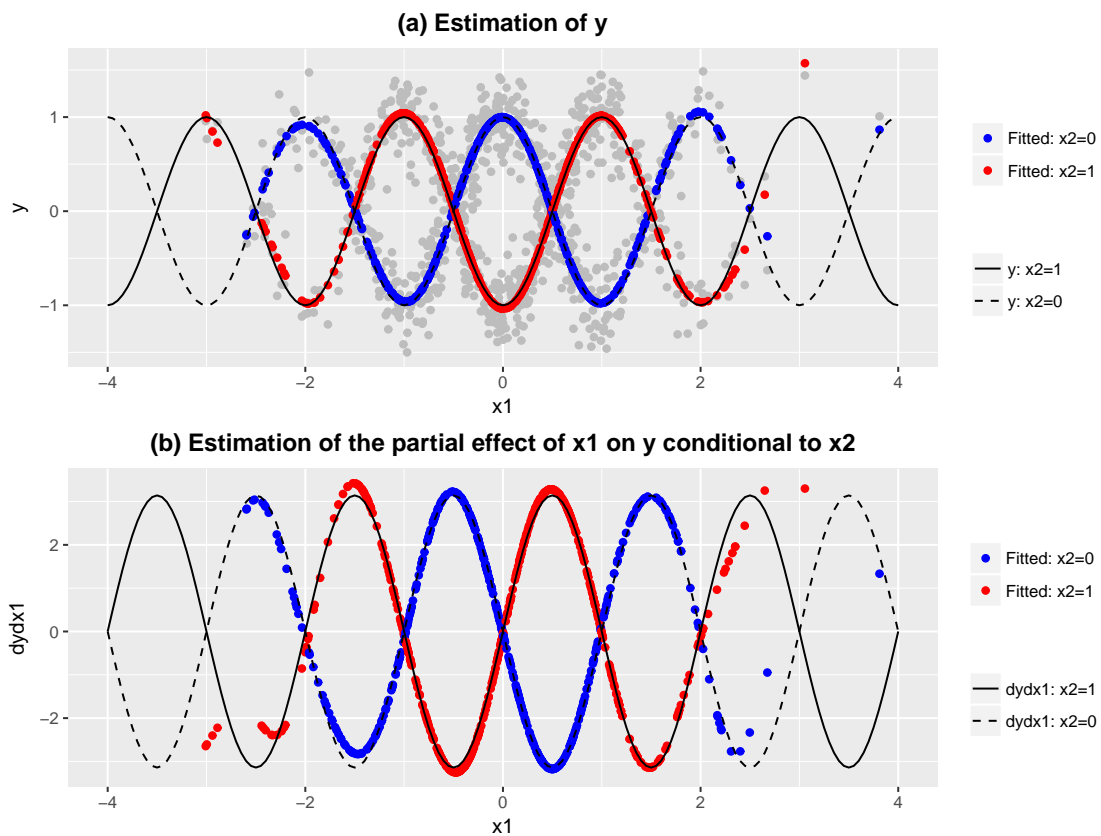 (a) Estimation of y
1
0
−1
y
−4
−2
0
2
4
x1
Fitted: x2=0
Fitted: x2=1
y: x2=1
y: x2=0
(b) Estimation of the partial effect of x1 on y conditional to x2
2
0
−2
dydx1
−4
−2
0
2
4
x1
Fitted: x2=0
Fitted: x2=1
dydx1: x2=1
dydx1: x2=0